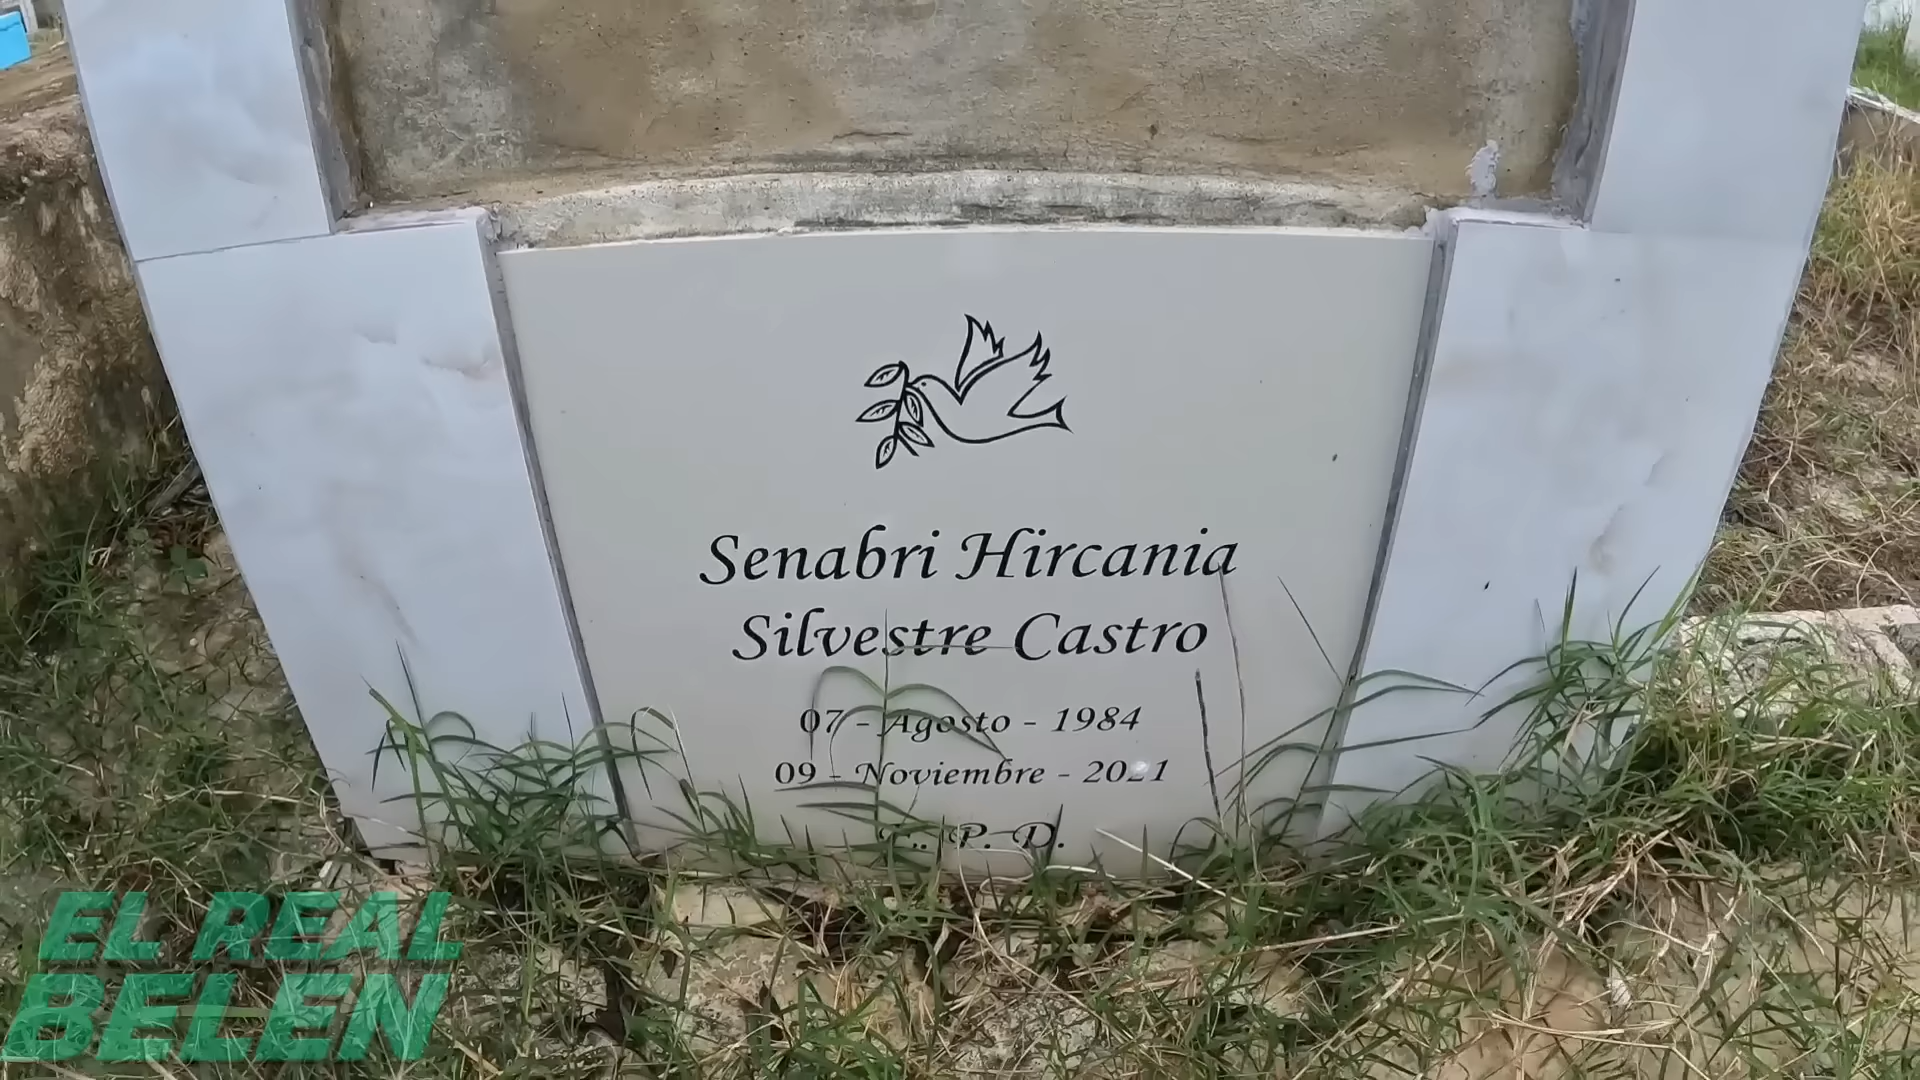 Senabri Hircania
Silvestre Castro
07 - Agosto - 1984
09 - Noviembre - 2021
E. P. D.
EL REAL
BELEN